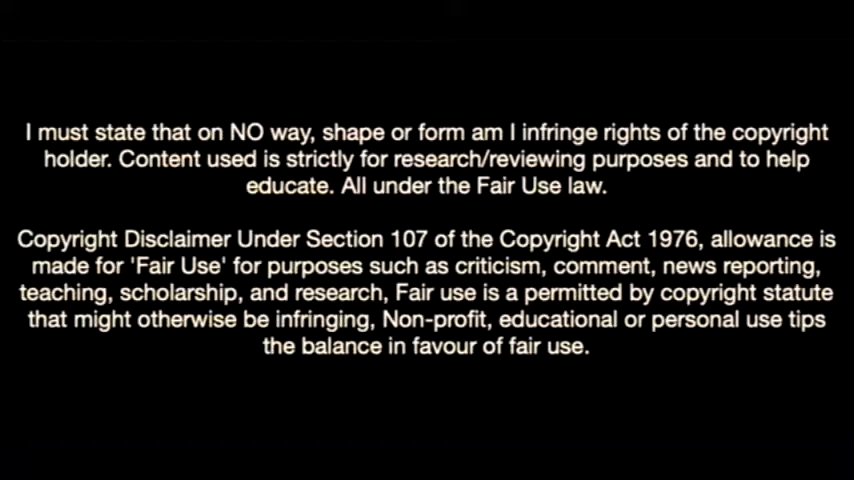 I must state that on NO way, shape or form am I infringe rights of the copyright
holder. Content used is strictly for research/reviewing purposes and to help
educate. All under the Fair Use law.
Copyright Disclaimer Under Section 107 of the Copyright Act 1976, allowance is
made for 'Fair Use' for purposes such as criticism, comment, news reporting,
teaching, scholarship, and research, Fair use is a permitted by copyright statute
that might otherwise be infringing, Non-profit, educational or personal use tips
the balance in favour of fair use.